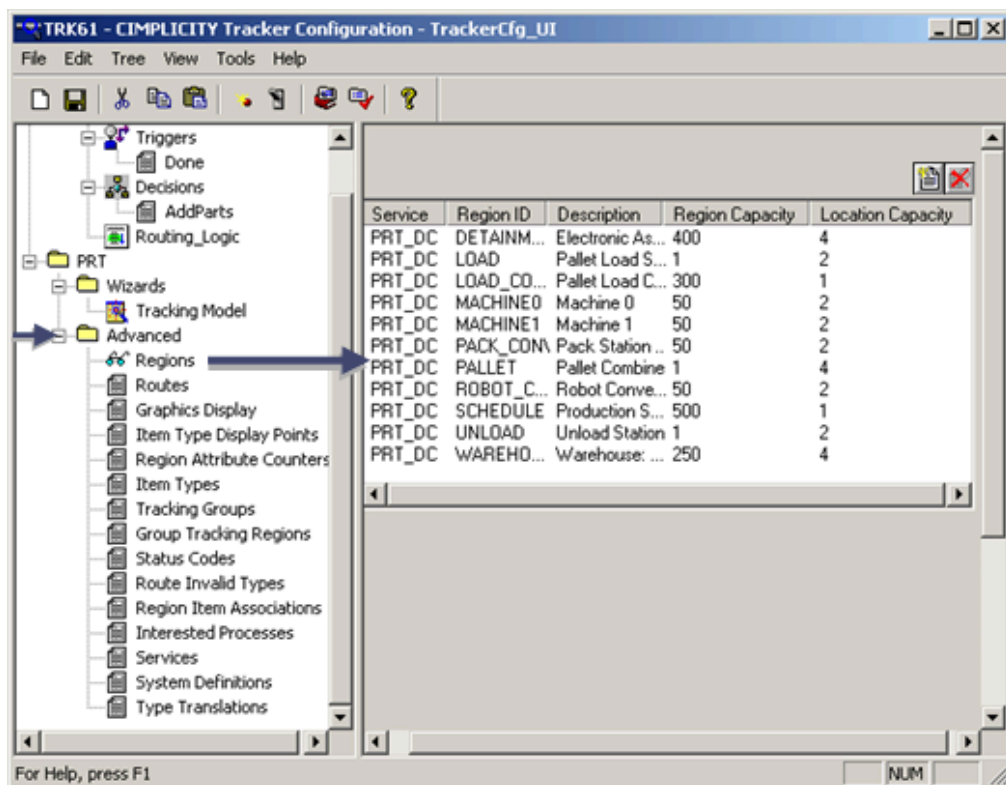 TRK61 - CIMPLICITY Tracker Configuration - TrackerCfg_UI
File Edit Tree View Tools Help
Triggers
Done
Decisions
AddParts
Routing_Logic
PRT
Wizards
Tracking Model
Advanced
Regions
Routes
Graphics Display
Item Type Display Points
Region Attribute Counters
Item Types
Tracking Groups
Group Tracking Regions
Status Codes
Route Invalid Types
Region Item Associations
Interested Processes
Services
System Definitions
Type Translations
Service Region ID Description Region Capacity Location Capacity
PRT_DC DETAINM... Electronic As... 400 4
PRT_DC LOAD Pallet Load S... 1 2
PRT_DC LOAD_CO... Pallet Load C... 300 1
PRT_DC MACHINE0 Machine 0 50 2
PRT_DC MACHINE1 Machine 1 50 2
PRT_DC PACK_CONV Pack Station ... 50 2
PRT_DC PALLET Pallet Combine 1 4
PRT_DC ROBOT_C... Robot Conve... 50 2
PRT_DC SCHEDULE Production S... 500 1
PRT_DC UNLOAD Unload Station 1 2
PRT_DC WAREHO... Warehouse: ... 250 4
For Help, press F1 NUM